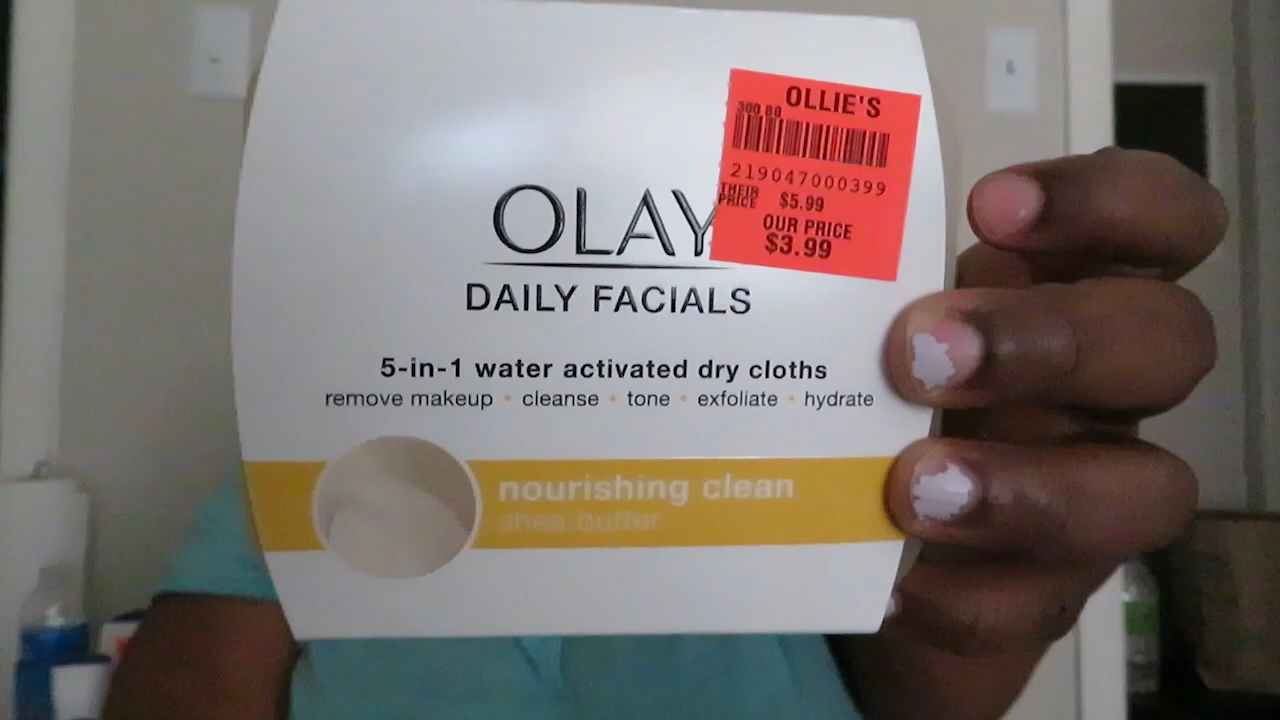 OLLIE'S
300 80
219047000399
THEIR PRICE $5.99
OUR PRICE
$3.99
OLAY
DAILY FACIALS
5-in-1 water activated dry cloths
remove makeup • cleanse • tone • exfoliate • hydrate
nourishing clean
shea butter